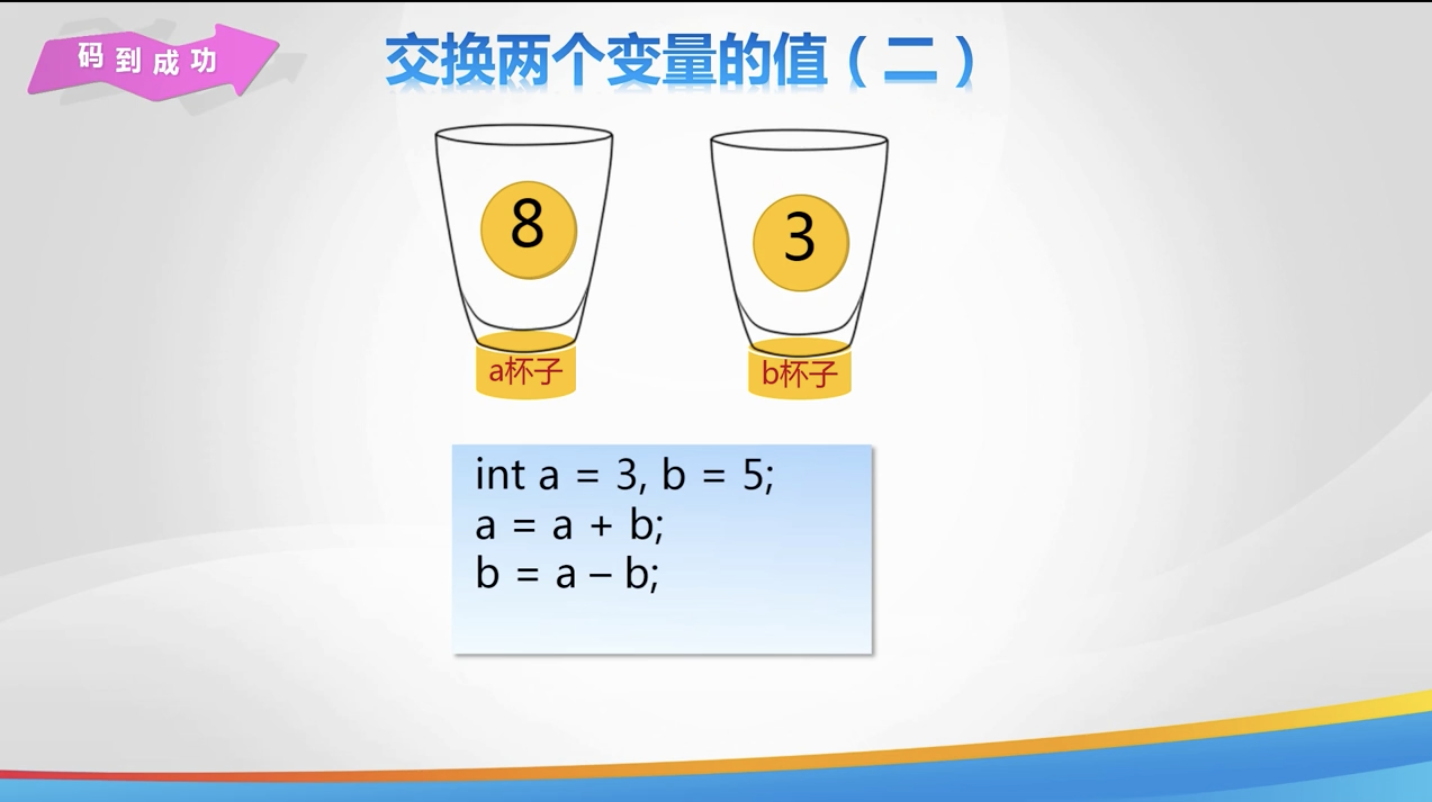 码到成功
交换两个变量的值（二）
8
3
a杯子
b杯子
int a = 3, b = 5;
a = a + b;
b = a – b;